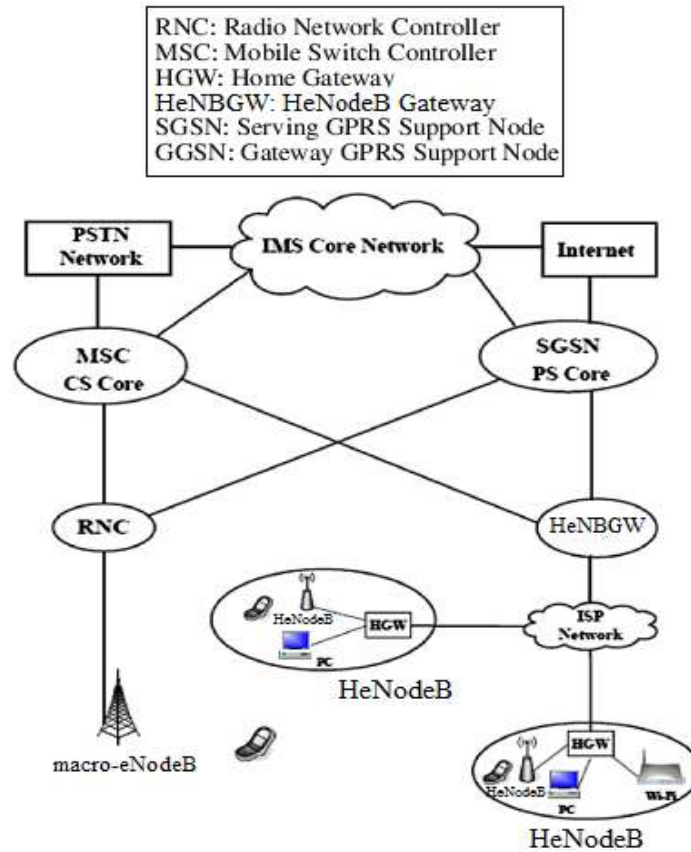 RNC: Radio Network Controller
MSC: Mobile Switch Controller
HGW: Home Gateway
HeNBGW: HeNodeB Gateway
SGSN: Serving GPRS Support Node
GGSN: Gateway GPRS Support Node
PSTN
Network
IMS Core Network
Internet
MSC
CS Core
SGSN
PS Core
RNC
HeNBGW
HeNodeB
HGW
PC
ISP
Network
HeNodeB
macro-eNodeB
HGW
HeNodeB
PC
Wi-Fi
HeNodeB